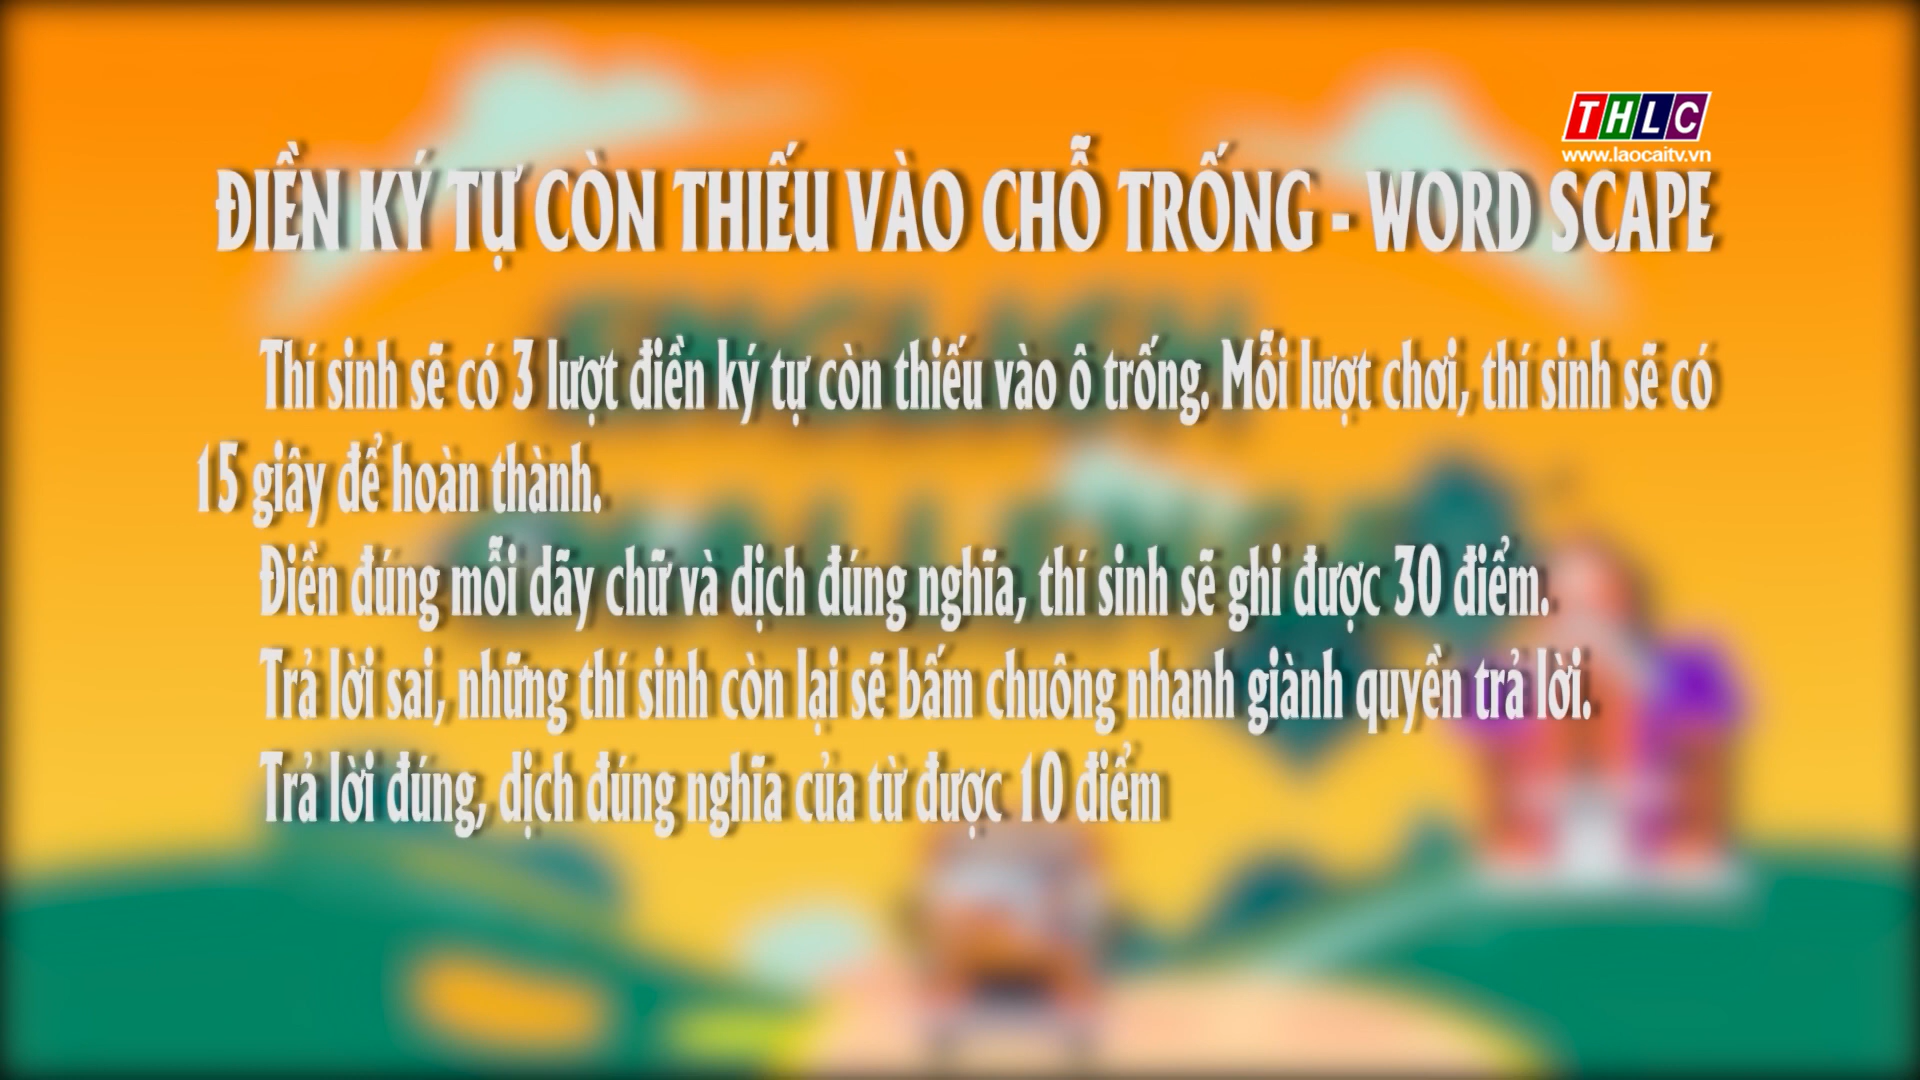 THLC
www.laocaitv.vn
ĐIỀN KÝ TỰ CÒN THIẾU VÀO CHỖ TRỐNG - WORD SCAPE
Thí sinh sẽ có 3 lượt điền ký tự còn thiếu vào ô trống. Mỗi lượt chơi, thí sinh sẽ có
15 giây để hoàn thành.
Điền đúng mỗi dãy chữ và dịch đúng nghĩa, thí sinh sẽ ghi được 30 điểm.
Trả lời sai, những thí sinh còn lại sẽ bấm chuông nhanh giành quyền trả lời.
Trả lời đúng, dịch đúng nghĩa của từ được 10 điểm